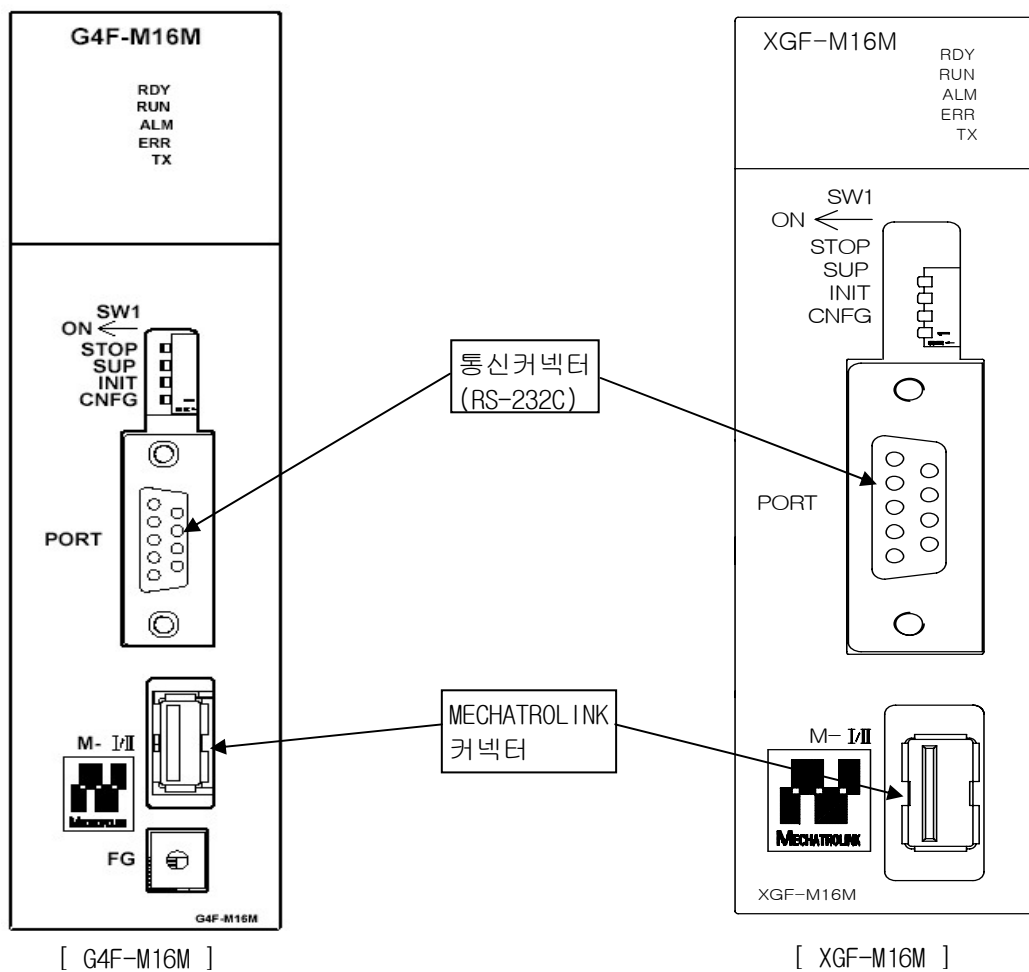 G4F-M16M
RDY
RUN
ALM
ERR
TX
SW1
ON
STOP
SUP
INIT
CNFG
PORT
M- I/II
MECHATROLINK
FG
G4F-M16M
[ G4F-M16M ]
통신커넥터
(RS-232C)
MECHATROLINK
커넥터
XGF-M16M
RDY
RUN
ALM
ERR
TX
SW1
ON
STOP
SUP
INIT
CNFG
PORT
M- I/II
MECHATROLINK
XGF-M16M
[ XGF-M16M ]